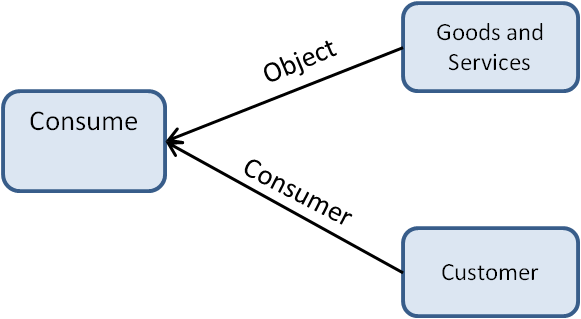 Goods and
Services
Object
Consume
Consumer
Customer